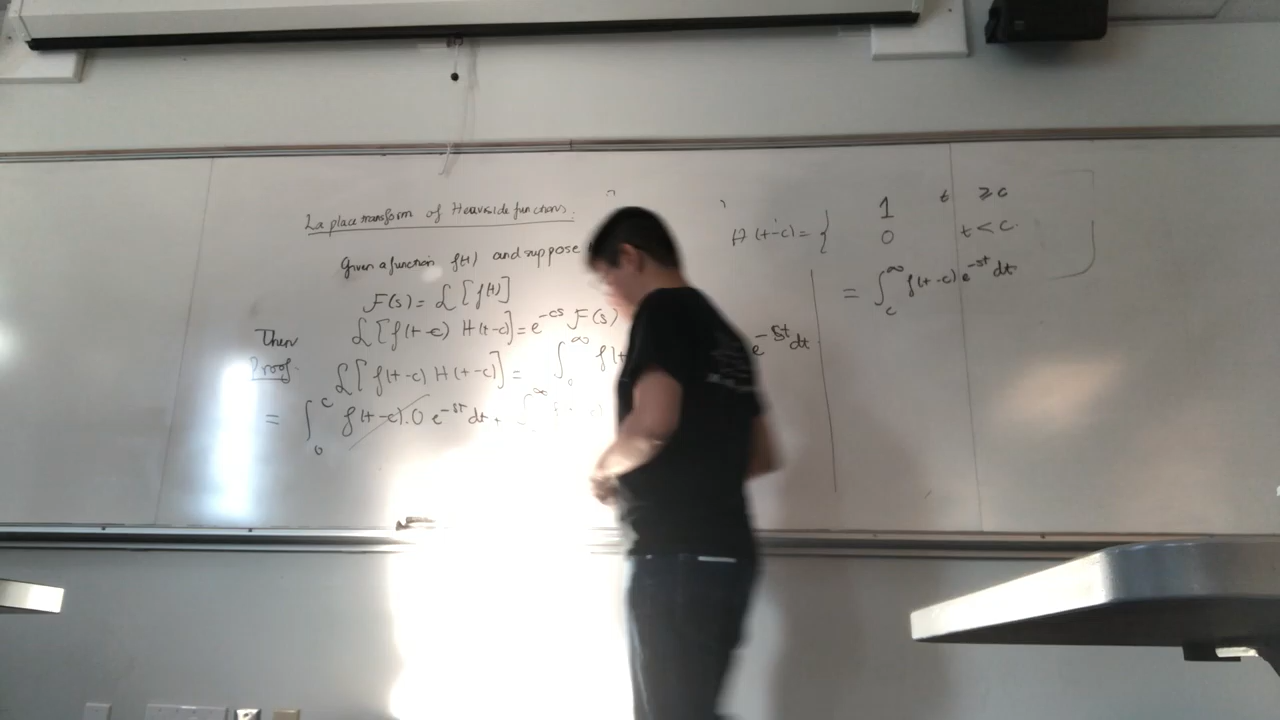 Laplace transform of Heaviside functions.
Given a function f(t) and suppose
F(s) = ℒ[f(t)]
Then ℒ[f(t-c) H(t-c)] = e^{-cs} F(s)
Proof. ℒ[f(t-c) H(t-c)] = ∫_0^∞ f(t e^{-st} dt
= ∫_0^c f(t-c).0 e^{-st} dt + ∫^∞
H(t-c) = { 1 t ≥ c
0 t < c.
= ∫_c^∞ f(t-c) e^{-st} dt